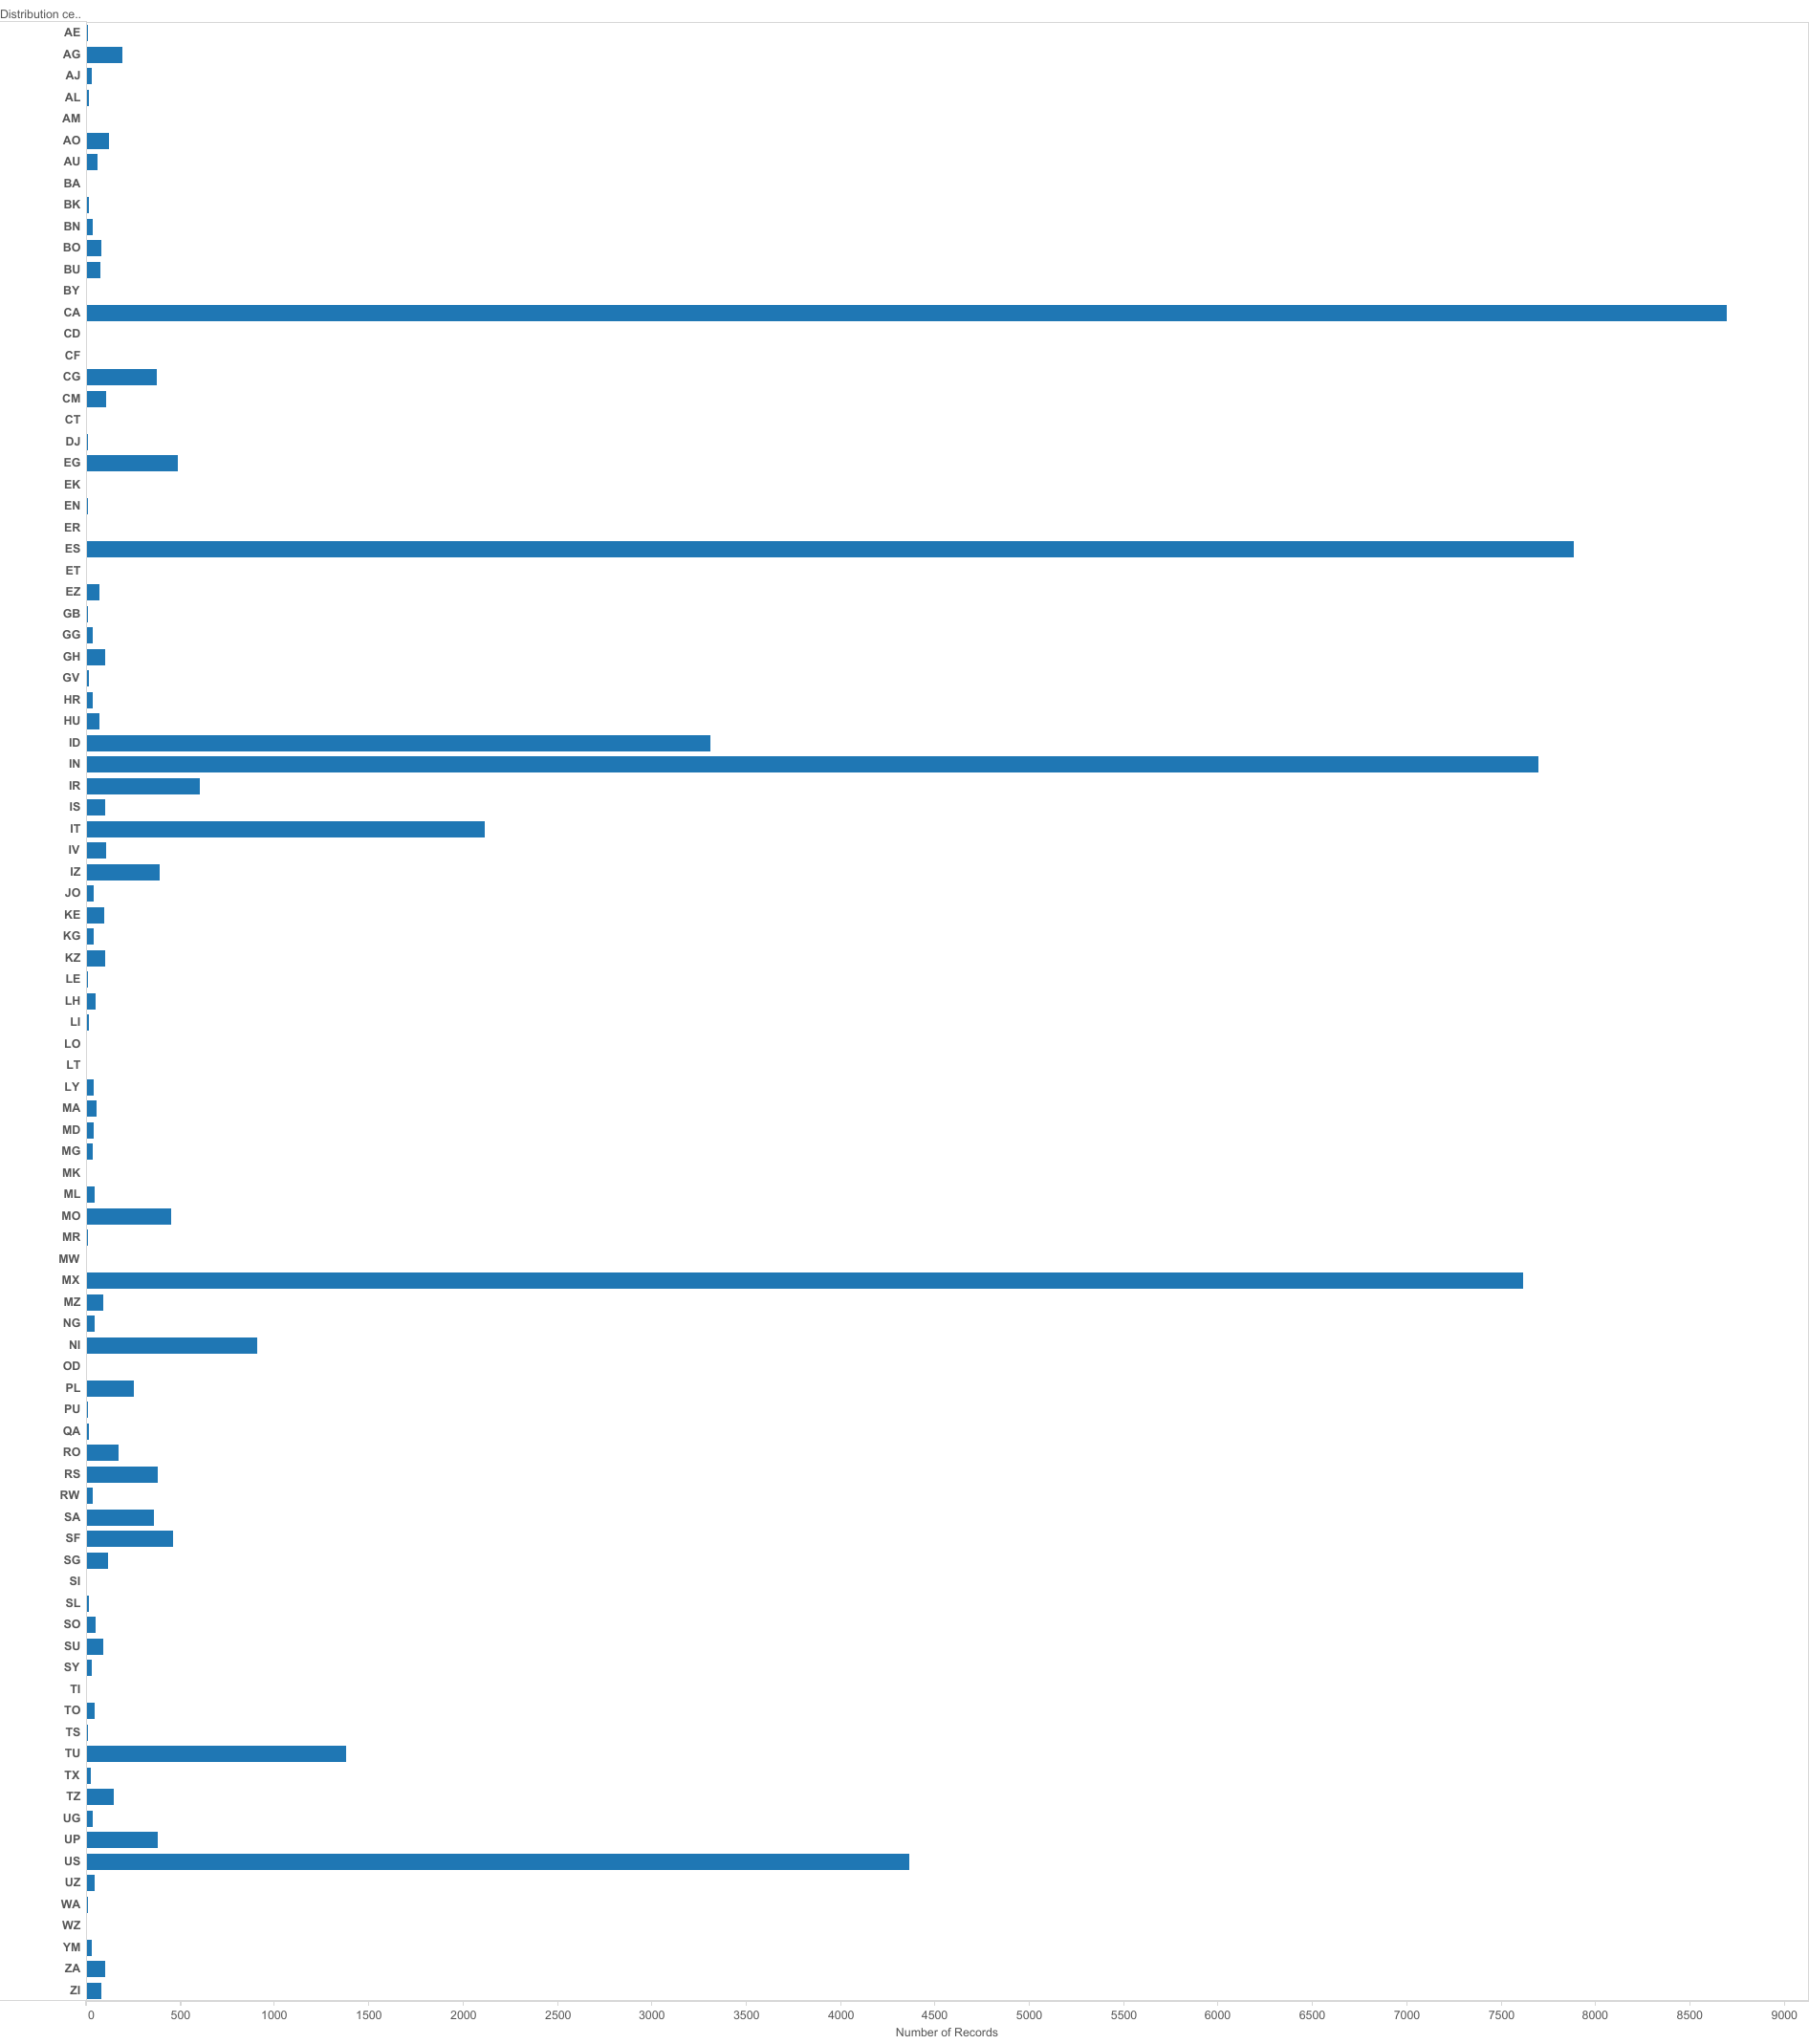 Distribution ce..
AE
AG
AJ
AL
AM
AO
AU
BA
BK
BN
BO
BU
BY
CA
CD
CF
CG
CM
CT
DJ
EG
EK
EN
ER
ES
ET
EZ
GB
GG
GH
GV
HR
HU
ID
IN
IR
IS
IT
IV
IZ
JO
KE
KG
KZ
LE
LH
LI
LO
LT
LY
MA
MD
MG
MK
ML
MO
MR
MW
MX
MZ
NG
NI
OD
PL
PU
QA
RO
RS
RW
SA
SF
SG
SI
SL
SO
SU
SY
TI
TO
TS
TU
TX
TZ
UG
UP
US
UZ
WA
WZ
YM
ZA
ZI
0 500 1000 1500 2000 2500 3000 3500 4000 4500 5000 5500 6000 6500 7000 7500 8000 8500 9000
Number of Records